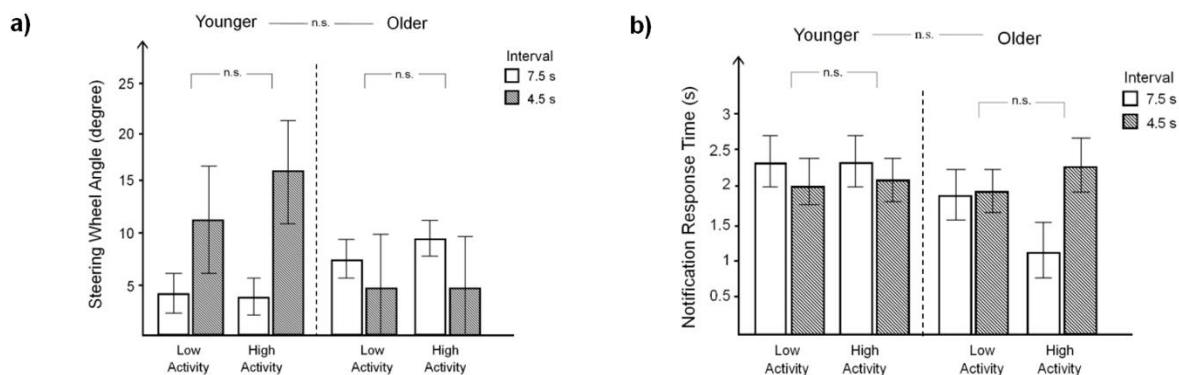 a)
Younger n.s. Older
Interval
7.5 s
4.5 s
n.s.
n.s.
Steering Wheel Angle (degree)
25
20
15
10
5
Low Activity
High Activity
Low Activity
High Activity
b)
Younger n.s. Older
Interval
7.5 s
4.5 s
n.s.
n.s.
Notification Response Time (s)
3
2.5
2
1.5
1
0.5
Low Activity
High Activity
Low Activity
High Activity